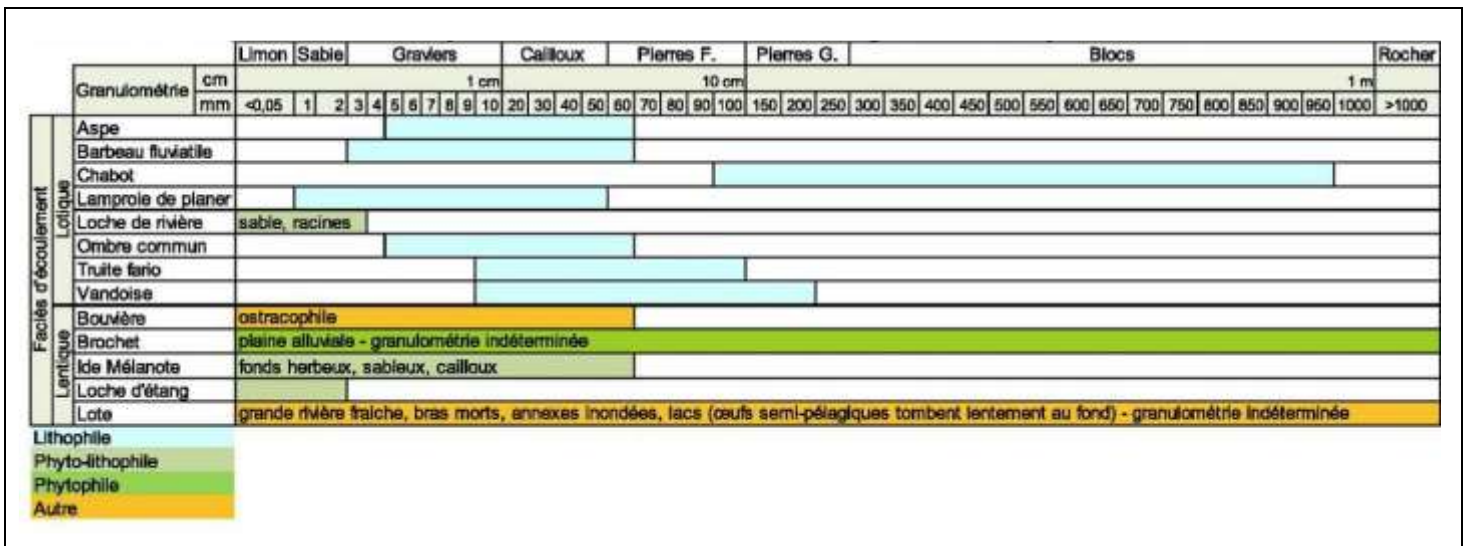 Limon Sable Graviers Cailloux Pierres F. Pierres G. Blocs Rocher
Granulométrie cm 1 cm 10 cm 1 m
mm <0,05 1 2 3 4 5 6 7 8 9 10 20 30 40 50 60 70 80 90 100 150 200 250 300 350 400 450 500 550 600 650 700 750 800 850 900 950 1000 >1000
Faciès d'écoulement
Lotique
Aspe
Barbeau fluviatile
Chabot
Lamproie de planer
Loche de rivière sable, racines
Ombre commun
Truite fario
Vandoise
Lentique
Bouvière ostracophile
Brochet plaine alluviale - granulométrie indéterminée
Ide Mélanote fonds herbeux, sableux, cailloux
Loche d'étang
Lote grande rivière fraiche, bras morts, annexes inondées, lacs (œufs semi-pélagiques tombent lentement au fond) - granulométrie indéterminée
Lithophile
Phyto-lithophile
Phytophile
Autre